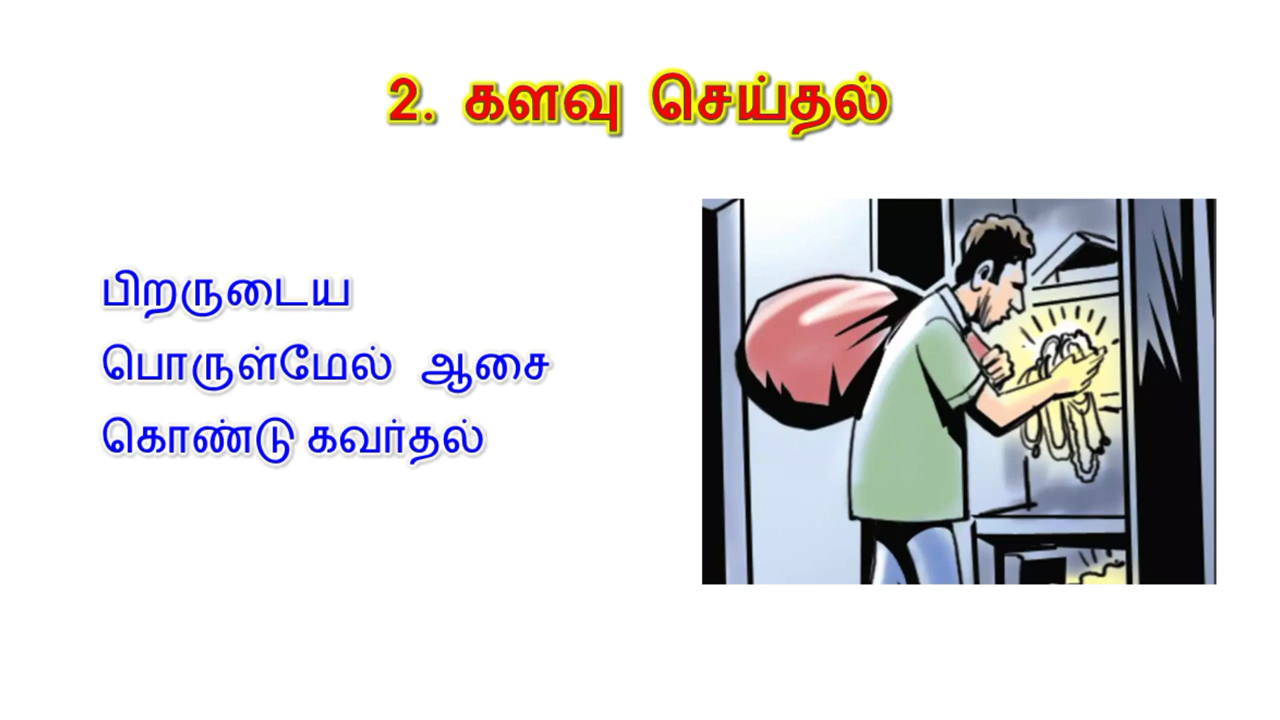 2. களவு செய்தல்
பிறருடைய
பொருள்மேல் ஆசை
கொண்டு கவர்தல்